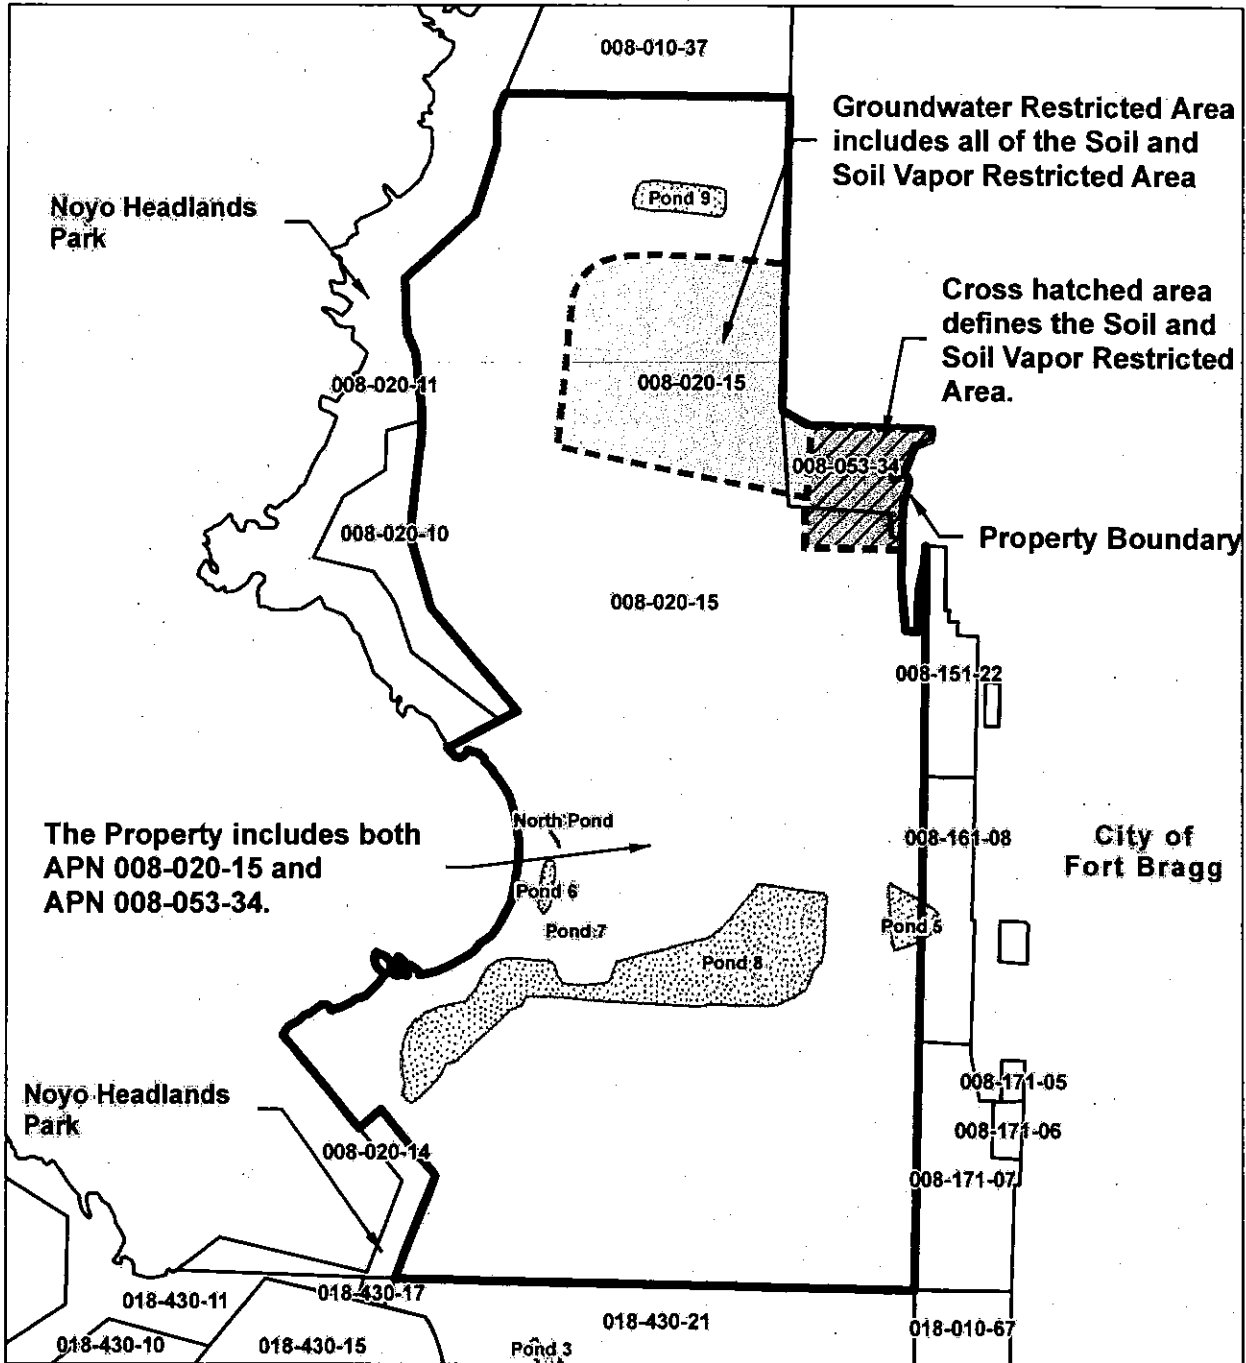 008-010-37
Groundwater Restricted Area
includes all of the Soil and
Soil Vapor Restricted Area
Pond 9
Noyo Headlands
Park
Cross hatched area
defines the Soil and
Soil Vapor Restricted
Area.
008-020-11
008-020-15
008-053-34
008-020-10
Property Boundary
008-020-15
008-151-22
North Pond
The Property includes both
APN 008-020-15 and
APN 008-053-34.
008-161-08
City of
Fort Bragg
Pond 6
Pond 7
Pond 5
Pond 8
Noyo Headlands
Park
008-171-05
008-171-06
008-020-14
008-171-07
018-430-11
018-430-17
018-430-21
018-010-67
018-430-10
018-430-15
Pond 3